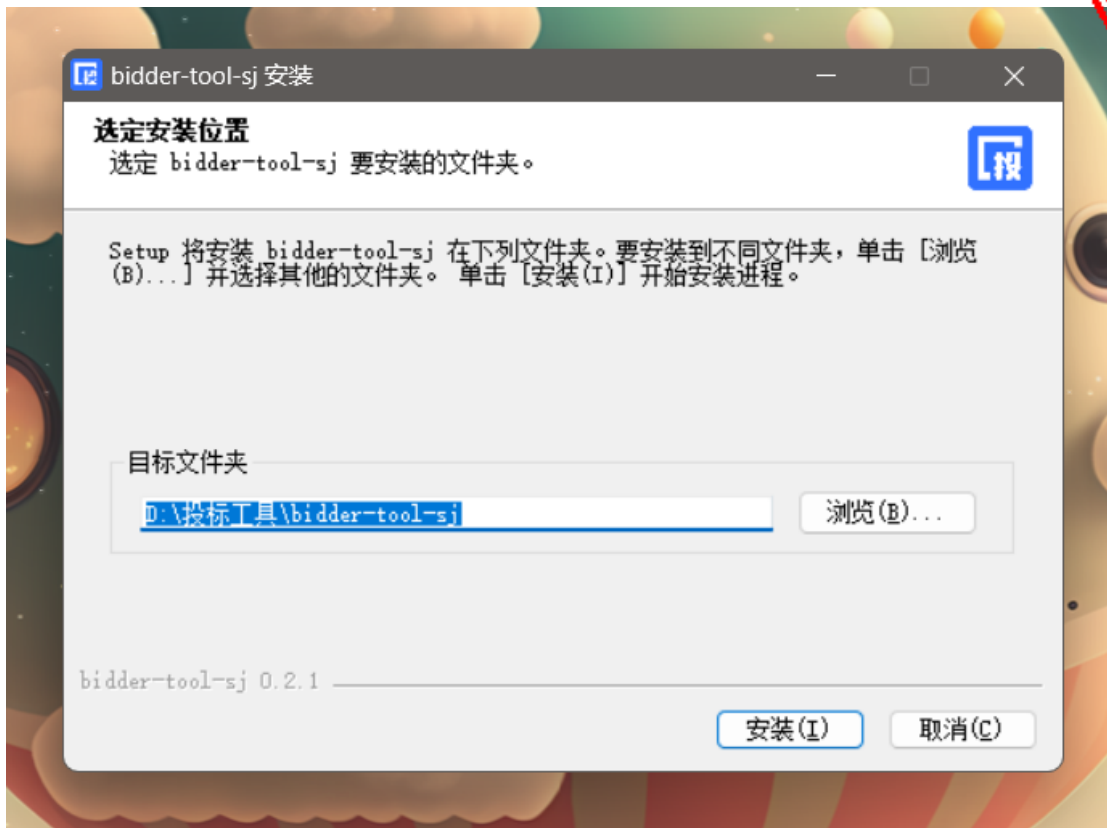 bidder-tool-sj 安装
选定安装位置
选定 bidder-tool-sj 要安装的文件夹。
投
Setup 将安装 bidder-tool-sj 在下列文件夹。要安装到不同文件夹，单击 [浏览
(B)...] 并选择其他的文件夹。 单击 [安装(I)] 开始安装进程。
目标文件夹
D:\投标工具\bidder-tool-sj
浏览(B)...
bidder-tool-sj 0.2.1
安装(I)
取消(C)